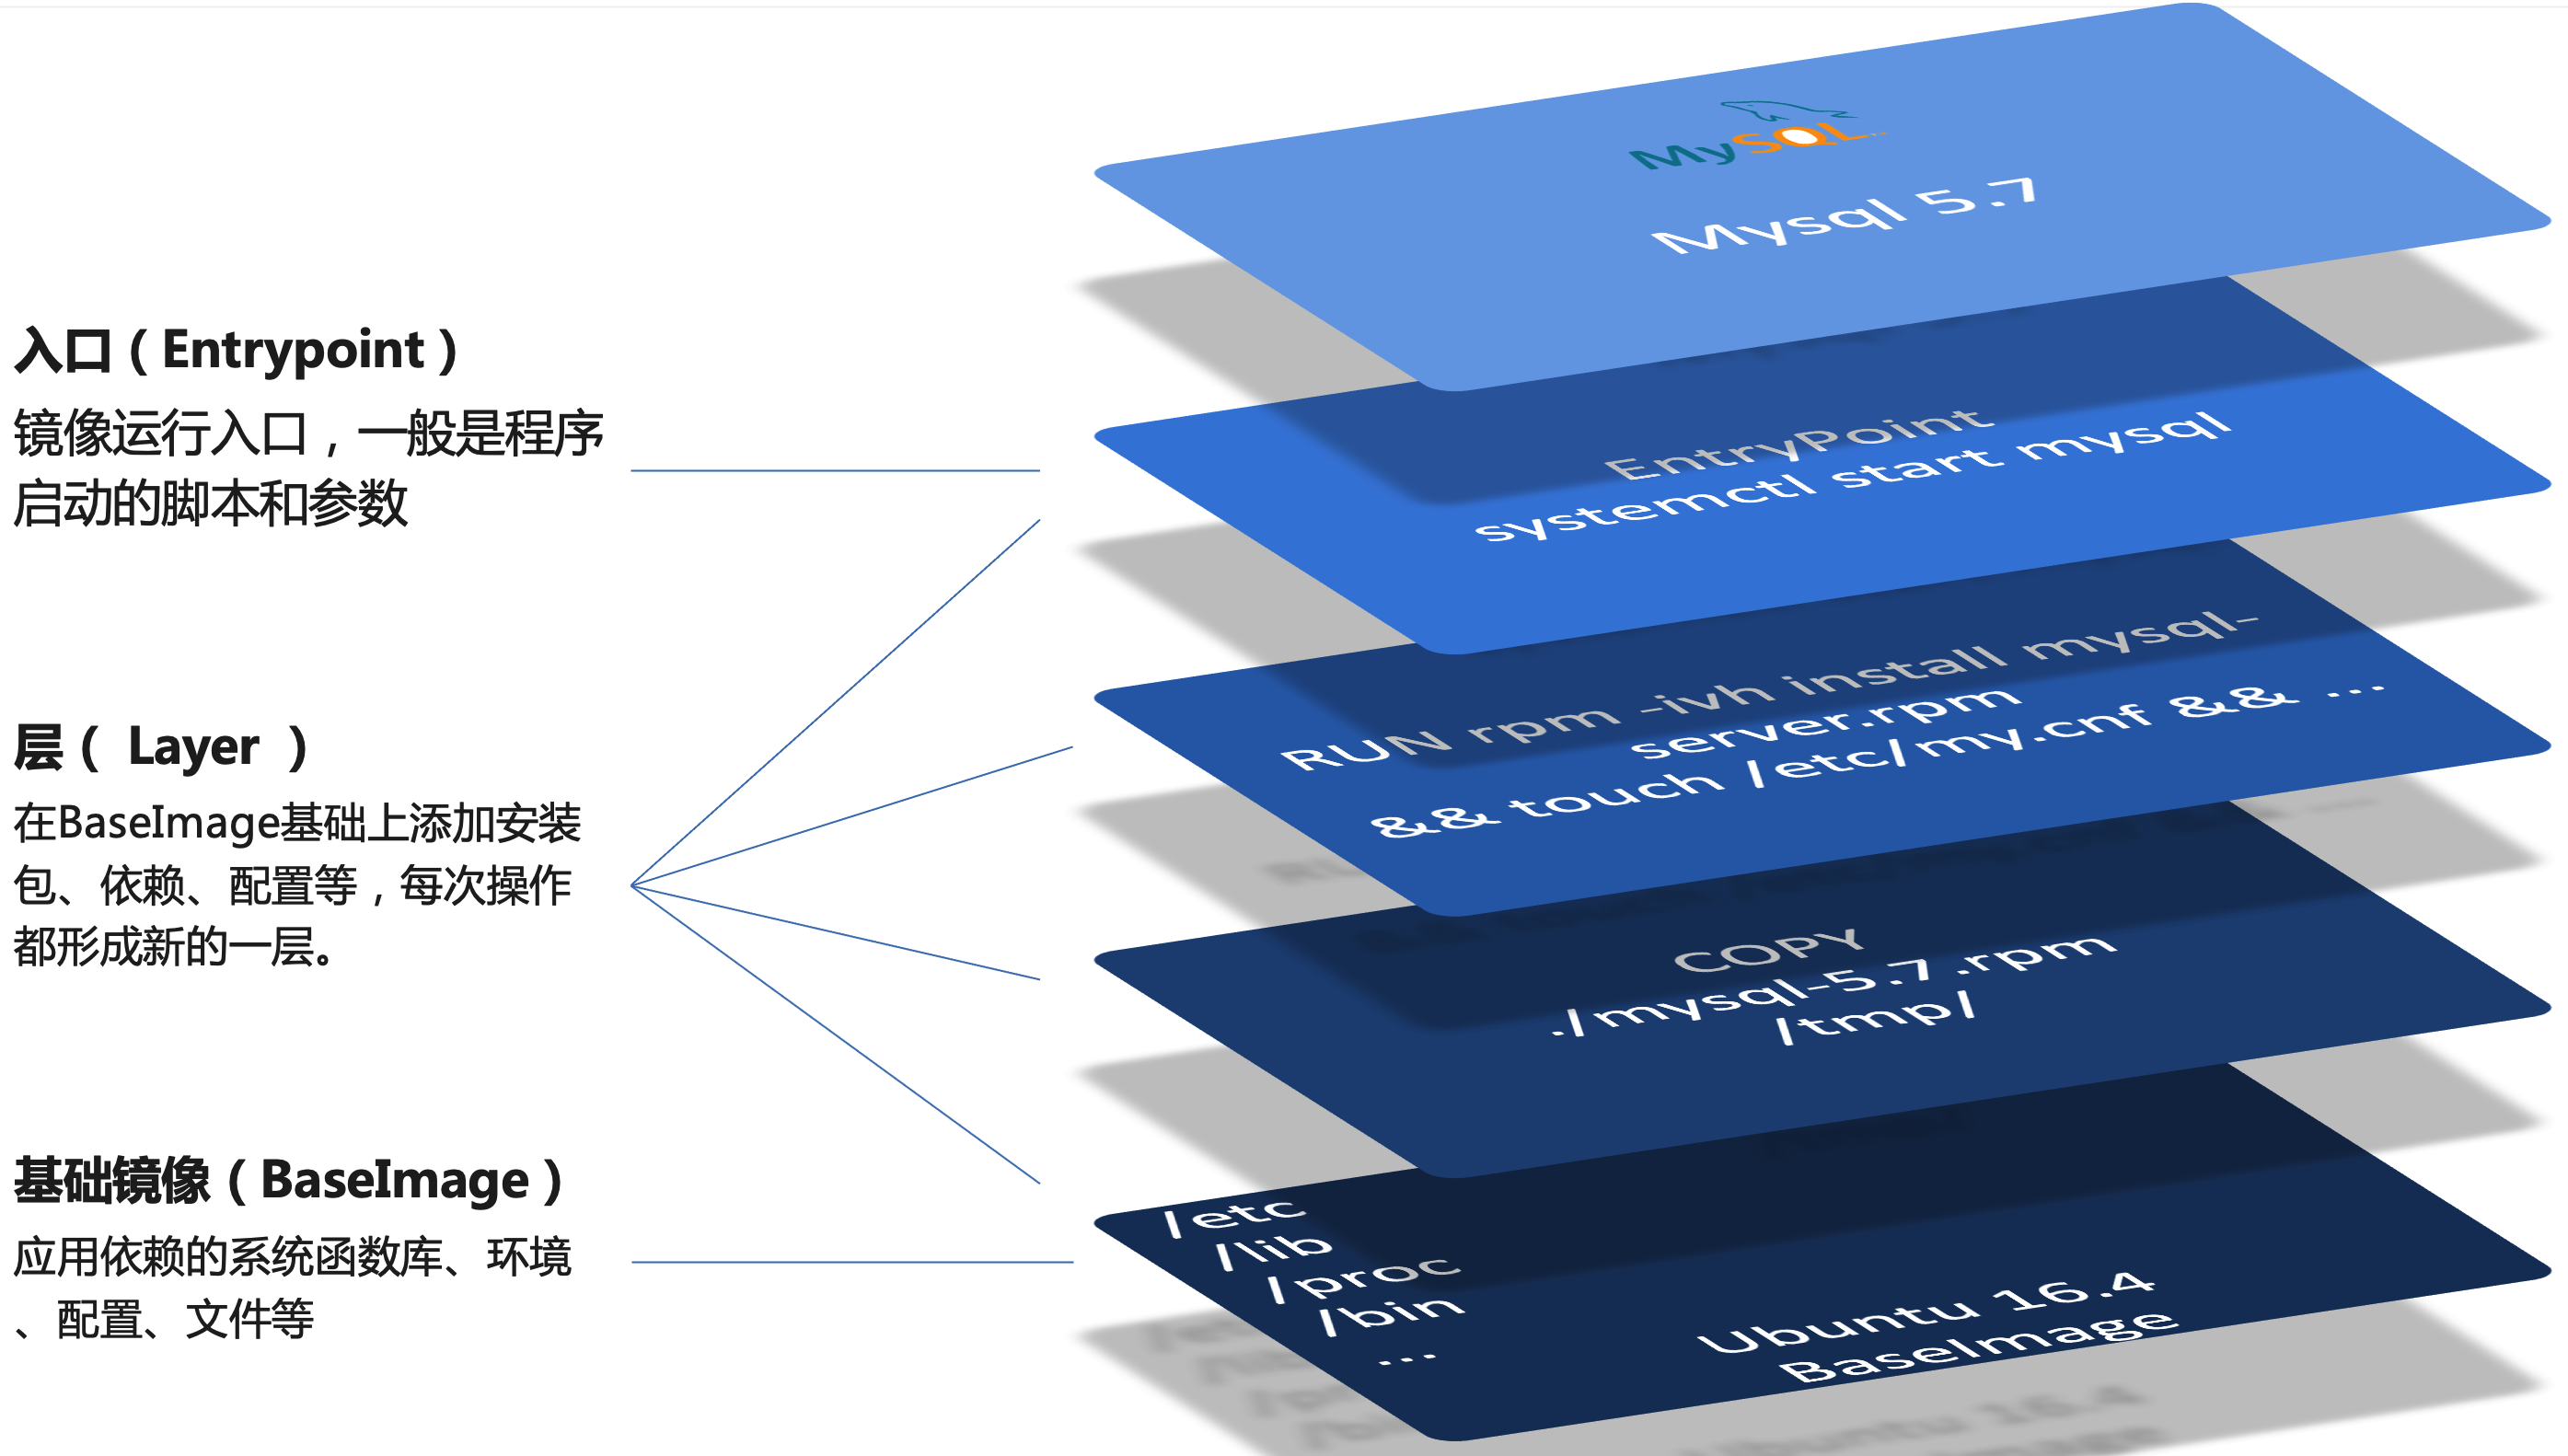 入口（Entrypoint）
镜像运行入口，一般是程序
启动的脚本和参数
层（ Layer ）
在BaseImage基础上添加安装
包、依赖、配置等，每次操作
都形成新的一层。
基础镜像（BaseImage）
应用依赖的系统函数库、环境
、配置、文件等
MySQL™
Mysql 5.7
EntryPoint
systemctl start mysql
RUN rpm -ivh install mysql-
server.rpm
&& touch /etc/my.cnf && ...
COPY
./mysql-5.7.rpm
/tmp/
/etc
/lib
/proc
/bin
...
Ubuntu 16.4
BaseImage